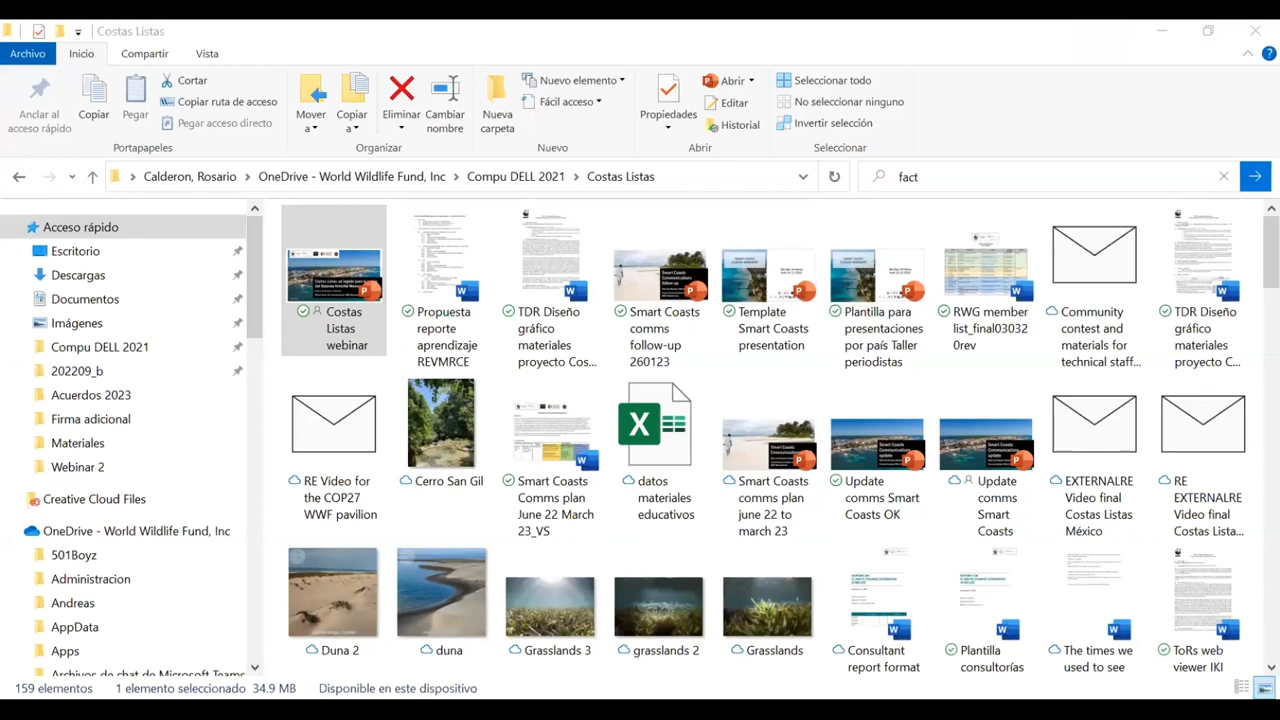 Costas Listas
Archivo Inicio Compartir Vista
Anclar al acceso rápido
Copiar
Pegar
Cortar
Copiar ruta de acceso
Pegar acceso directo
Portapapeles
Mover a
Copiar a
Eliminar
Cambiar nombre
Organizar
Nueva carpeta
Nuevo elemento
Fácil acceso
Nuevo
Propiedades
Abrir
Editar
Historial
Abrir
Seleccionar todo
No seleccionar ninguno
Invertir selección
Seleccionar
Calderon, Rosario > OneDrive - World Wildlife Fund, Inc > Compu DELL 2021 > Costas Listas
fact
Acceso rápido
Escritorio
Descargas
Documentos
Imágenes
Compu DELL 2021
202209_b
Acuerdos 2023
Firma adicional
Materiales
Webinar 2
Creative Cloud Files
OneDrive - World Wildlife Fund, Inc
501Boyz
Administracion
Andreas
AppData
Apps
Archivos de chat de Microsoft Teams
Costas
Listas
webinar
Propuesta
reporte
aprendizaje
REVMRCE
TDR Diseño
gráfico
materiales
proyecto Cos...
Smart Coasts
comms
follow-up
260123
Template
Smart Coasts
presentation
Plantilla para
presentaciones
por país Taller
periodistas
RWG member
list_final03032
0rev
Community
contest and
materials for
technical staff...
TDR Diseño
gráfico
materiales
proyecto C...
RE Video for
the COP27
WWF pavilion
Cerro San Gil
Smart Coasts
Comms plan
June 22 March
23_VS
datos
materiales
educativos
Smart Coasts
comms plan
june 22 to
march 23
Update
comms Smart
Coasts OK
Update
comms
Smart
Coasts
EXTERNALRE
Video final
Costas Listas
México
RE
EXTERNALRE
Video final
Costas Lista...
Duna 2
duna
Grasslands 3
grasslands 2
Grasslands
Consultant
report format
Plantilla
consultorías
The times we
used to see
ToRs web
viewer IKI
159 elementos 1 elemento seleccionado 34.9 MB Disponible en este dispositivo